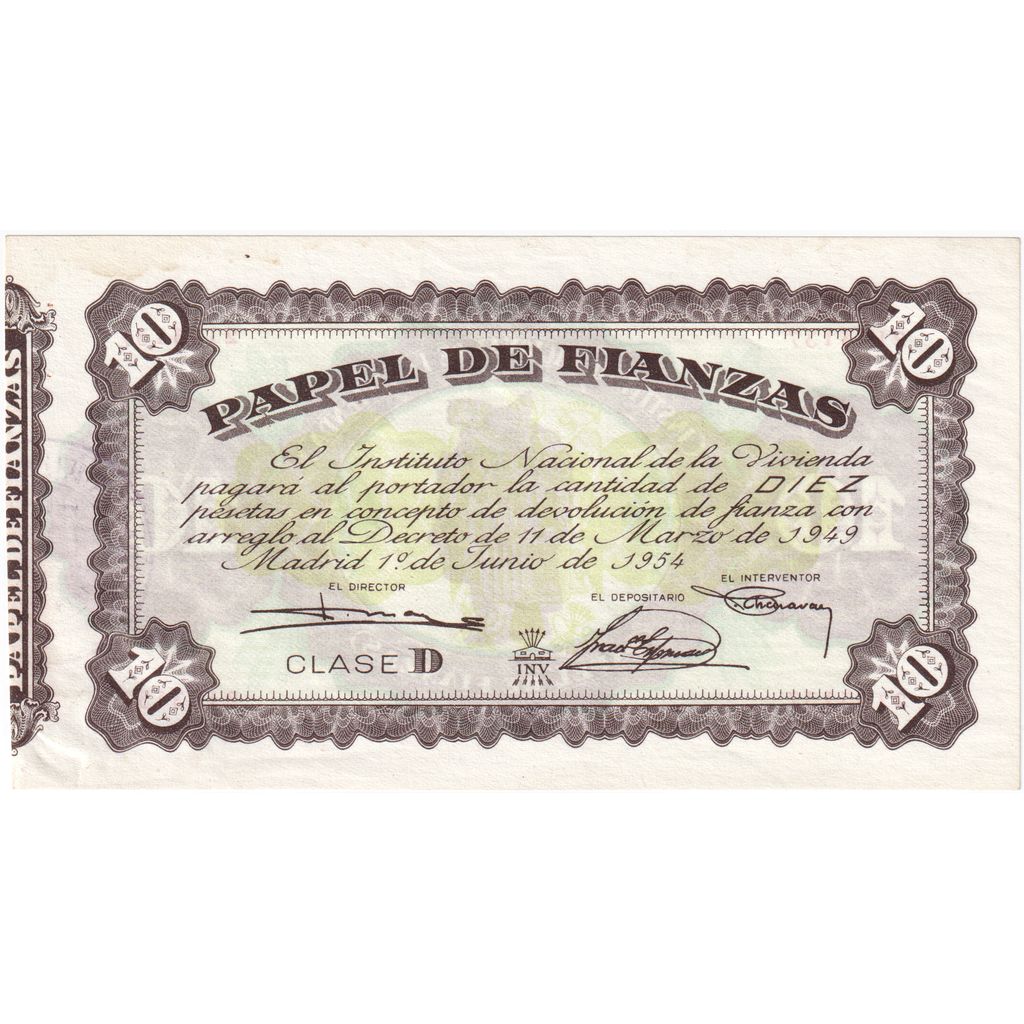 10
10
PAPEL DE FIANZAS
PAPEL DE FIANZAS
El Instituto Nacional de la Vivienda
pagará al portador la cantidad de DIEZ
pesetas en concepto de devolución de fianza con
arreglo al Decreto de 11 de Marzo de 1949
Madrid 1º de Junio de 1954
EL DIRECTOR
EL DEPOSITARIO
EL INTERVENTOR
CLASE D
INV
10
10